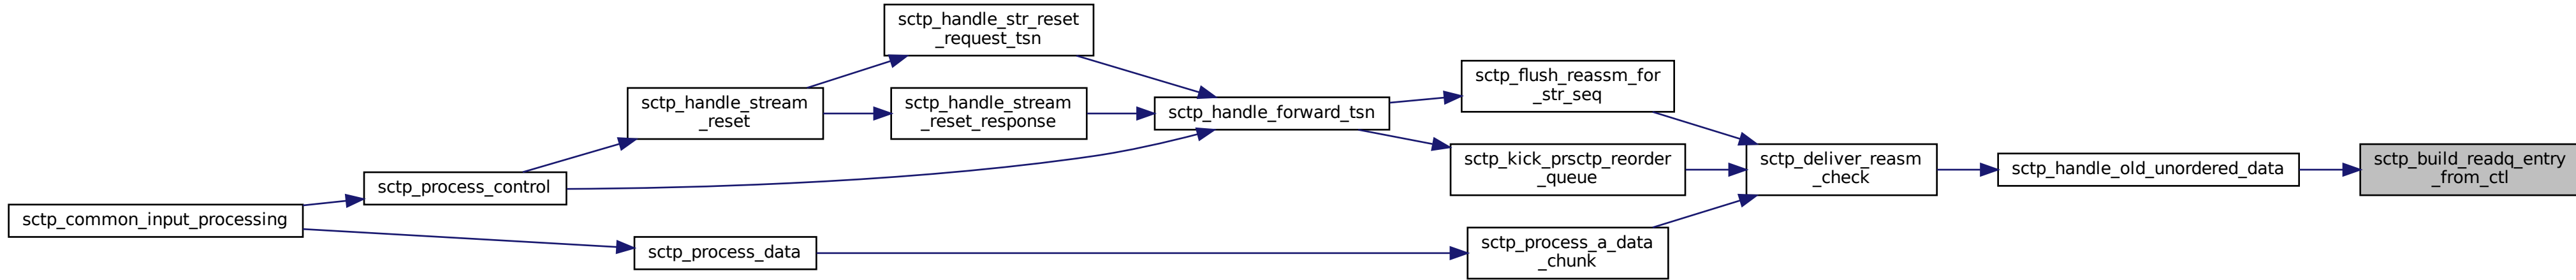 sctp_handle_str_reset
_request_tsn
sctp_flush_reassm_for
_str_seq
sctp_handle_stream
_reset
sctp_handle_stream
_reset_response
sctp_handle_forward_tsn
sctp_kick_prsctp_reorder
_queue
sctp_deliver_reasm
_check
sctp_handle_old_unordered_data
sctp_build_readq_entry
_from_ctl
sctp_process_control
sctp_common_input_processing
sctp_process_data
sctp_process_a_data
_chunk